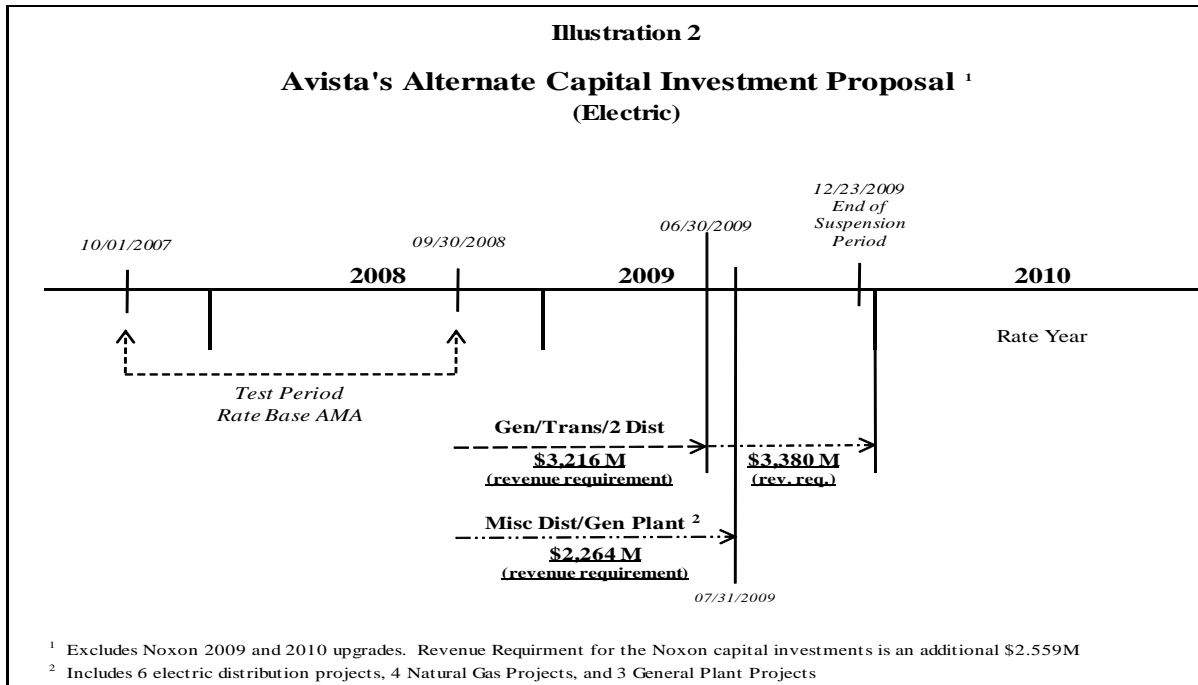 Illustration 2
Avista's Alternate Capital Investment Proposal ¹
(Electric)
12/23/2009
End of
Suspension
Period
10/01/2007
09/30/2008
06/30/2009
2008
2009
2010
Rate Year
Test Period
Rate Base AMA
Gen/Trans/2 Dist
$3,216 M
(revenue requirement)
$3,380 M
(rev. req.)
Misc Dist/Gen Plant ²
$2,264 M
(revenue requirement)
07/31/2009
¹ Excludes Noxon 2009 and 2010 upgrades. Revenue Requirment for the Noxon capital investments is an additional $2.559M
² Includes 6 electric distribution projects, 4 Natural Gas Projects, and 3 General Plant Projects